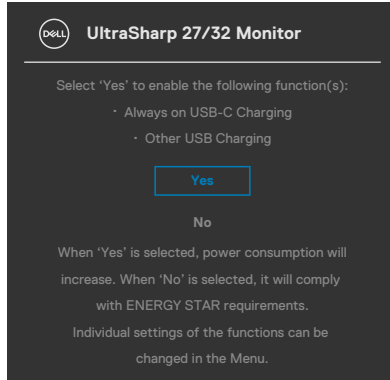 DELL UltraSharp 27/32 Monitor
Select ‘Yes’ to enable the following function(s):
· Always on USB-C Charging
· Other USB Charging
Yes
No
When ‘Yes’ is selected, power consumption will
increase. When ‘No’ is selected, it will comply
with ENERGY STAR requirements.
Individual settings of the functions can be
changed in the Menu.